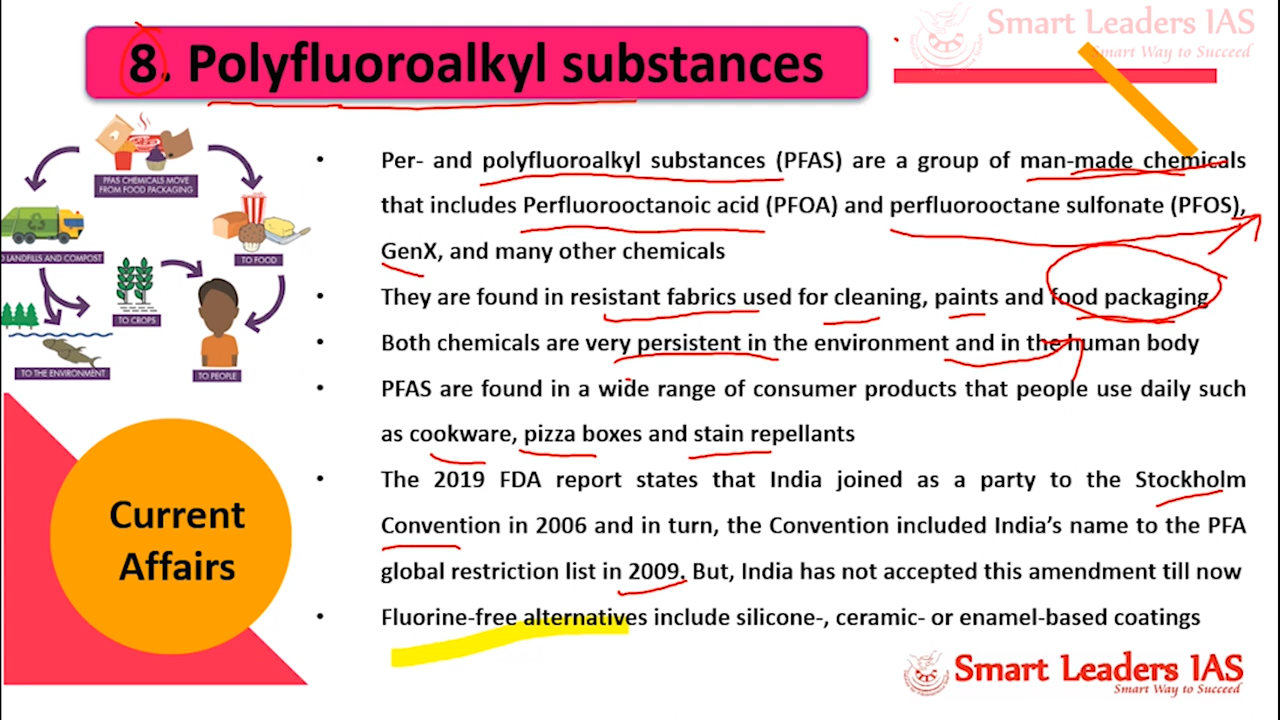 Smart Leaders IAS
Smart Way to Succeed
8. Polyfluoroalkyl substances
PFAS CHEMICALS MOVE
FROM FOOD PACKAGING
O LANDFILLS AND COMPOST
TO FOOD
TO CROPS
TO THE ENVIRONMENT
TO PEOPLE
• Per- and polyfluoroalkyl substances (PFAS) are a group of man-made chemicals
that includes Perfluorooctanoic acid (PFOA) and perfluorooctane sulfonate (PFOS),
GenX, and many other chemicals
• They are found in resistant fabrics used for cleaning, paints and food packaging
• Both chemicals are very persistent in the environment and in the human body
• PFAS are found in a wide range of consumer products that people use daily such
as cookware, pizza boxes and stain repellants
• The 2019 FDA report states that India joined as a party to the Stockholm
Convention in 2006 and in turn, the Convention included India's name to the PFA
global restriction list in 2009. But, India has not accepted this amendment till now
• Fluorine-free alternatives include silicone-, ceramic- or enamel-based coatings
Current
Affairs
Smart Leaders IAS
Smart Way to Succeed